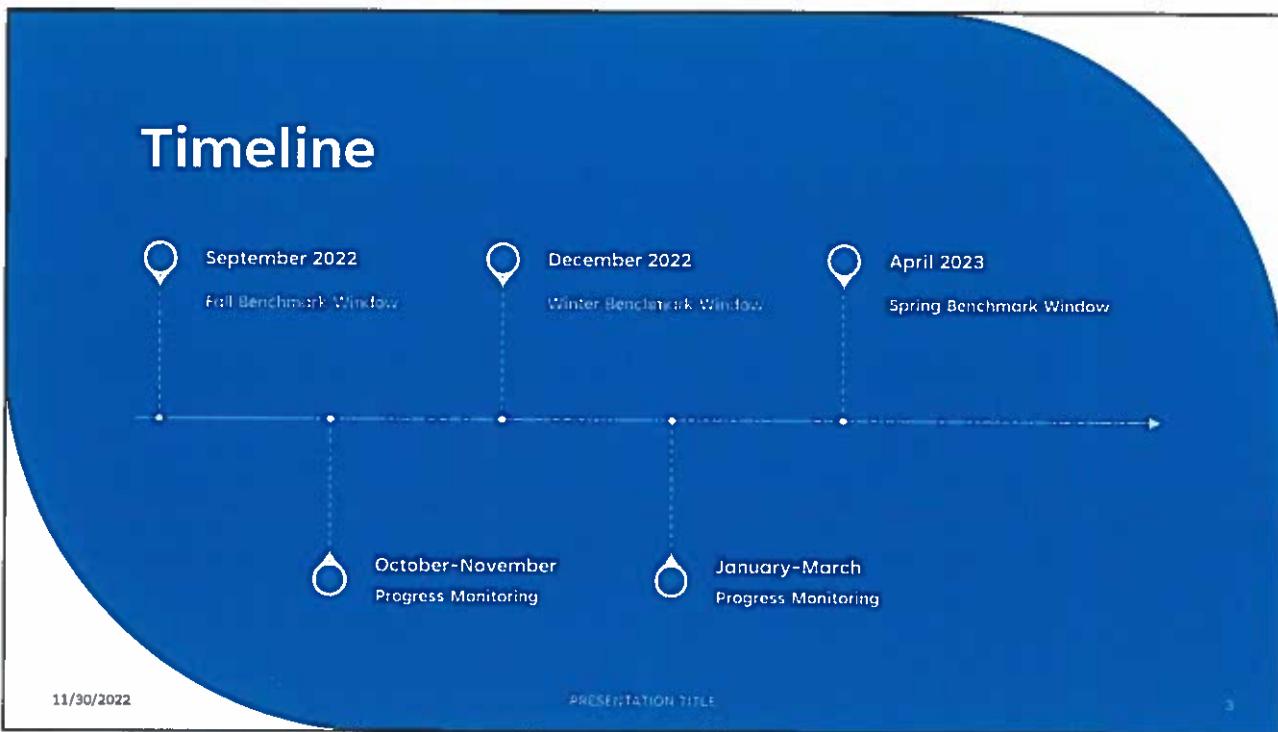 Timeline
September 2022
Fall Benchmark Window
December 2022
Winter Benchmark Window
April 2023
Spring Benchmark Window
October-November
Progress Monitoring
January-March
Progress Monitoring
11/30/2022
PRESENTATION TITLE
3